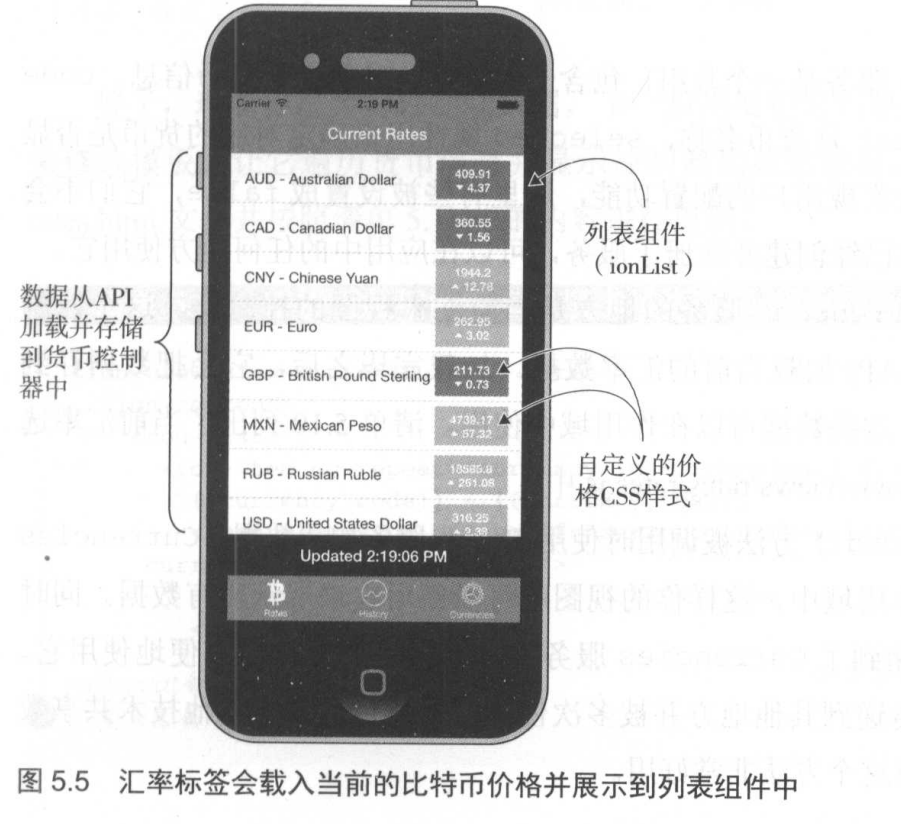 Carrier
2:19 PM
Current Rates
AUD - Australian Dollar
409.91
▼ 4.37
CAD - Canadian Dollar
360.55
▼ 1.56
CNY - Chinese Yuan
1944.2
▲ 12.76
EUR - Euro
262.95
▲ 3.02
GBP - British Pound Sterling
211.73
▼ 0.73
MXN - Mexican Peso
4739.17
▲ 57.32
RUB - Russian Ruble
▲ 251.06
USD - United States Dollar
316.25
Updated 2:19:06 PM
Rates
History
Currencies
数据从API
加载并存储
到货币控制
器中
列表组件
(ionList)
自定义的价
格CSS样式
图 5.5 汇率标签会载入当前的比特币价格并展示到列表组件中